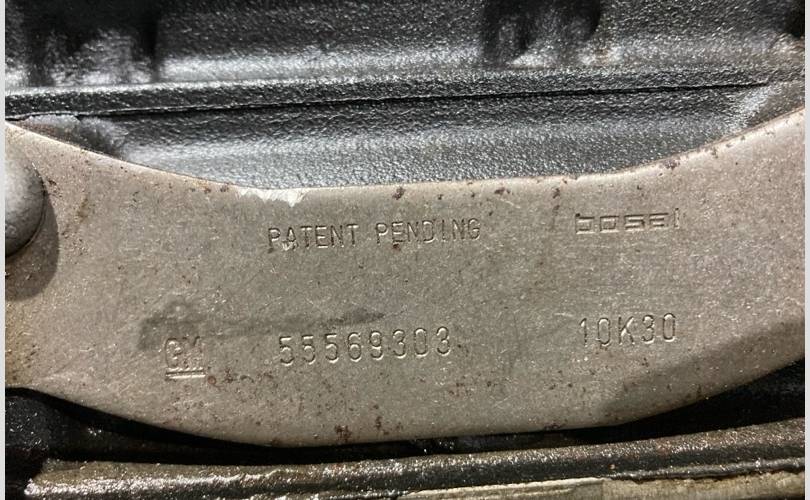 PATENT PENDING
bosal
GM
55569303
10K30